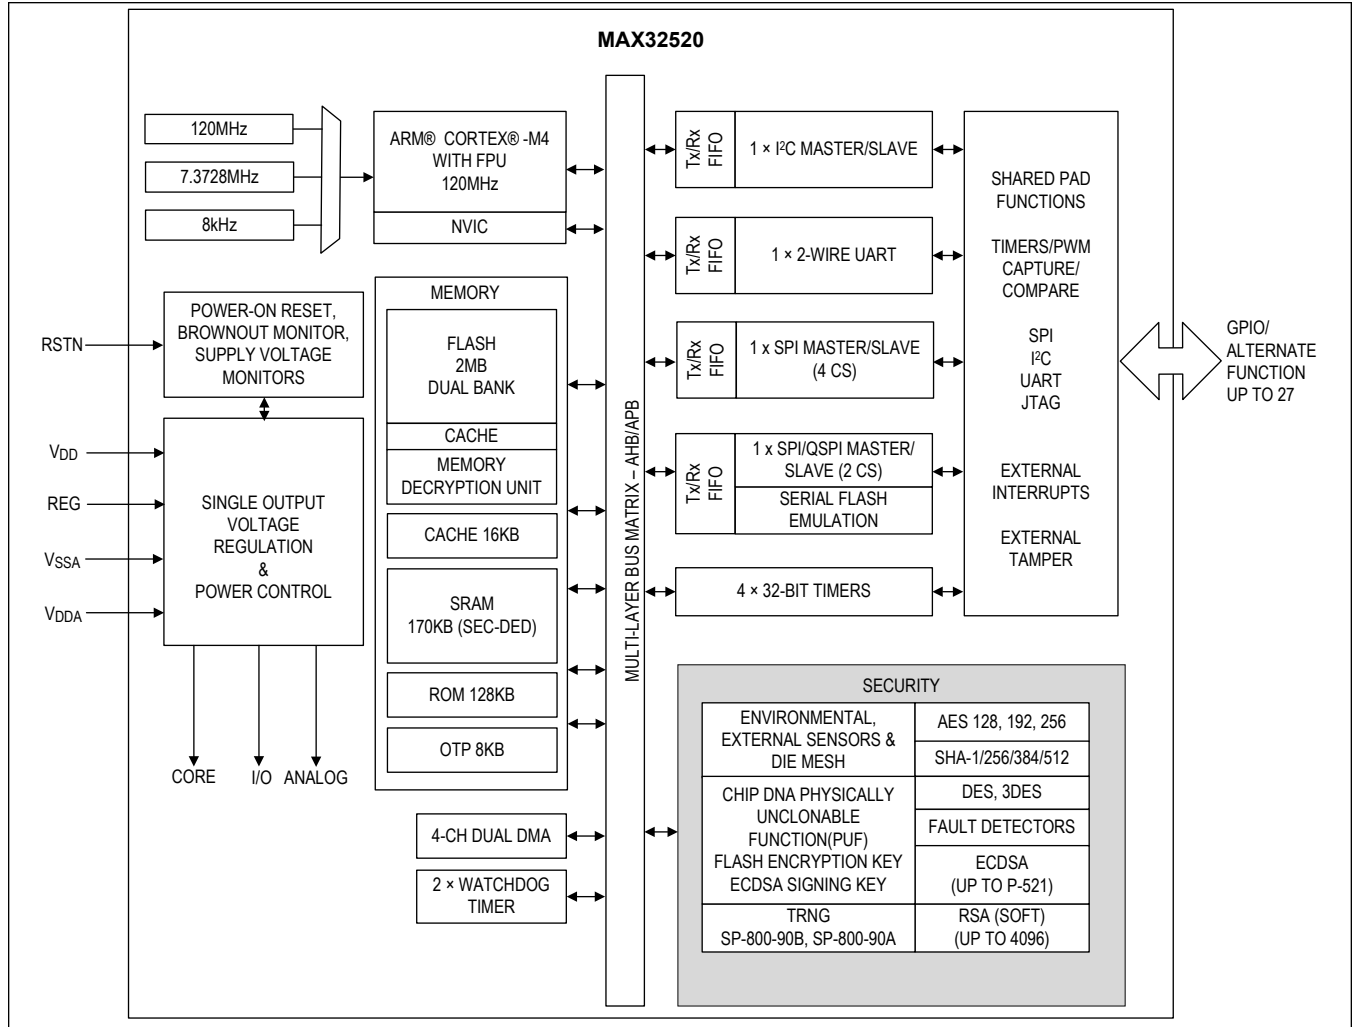 MAX32520
120MHz
7.3728MHz
8kHz
ARM® CORTEX® -M4
WITH FPU
120MHz
NVIC
POWER-ON RESET,
BROWNOUT MONITOR,
SUPPLY VOLTAGE
MONITORS
RSTN
VDD
REG
VSSA
VDDA
SINGLE OUTPUT
VOLTAGE
REGULATION
&
POWER CONTROL
CORE
I/O
ANALOG
MEMORY
FLASH
2MB
DUAL BANK
CACHE
MEMORY
DECRYPTION UNIT
CACHE 16KB
SRAM
170KB (SEC-DED)
ROM 128KB
OTP 8KB
4-CH DUAL DMA
2 × WATCHDOG
TIMER
MULTI-LAYER BUS MATRIX – AHB/APB
Tx/Rx
FIFO
1 × I²C MASTER/SLAVE
Tx/Rx
FIFO
1 × 2-WIRE UART
Tx/Rx
FIFO
1 x SPI MASTER/SLAVE
(4 CS)
Tx/Rx
FIFO
1 x SPI/QSPI MASTER/
SLAVE (2 CS)
SERIAL FLASH
EMULATION
4 × 32-BIT TIMERS
SHARED PAD
FUNCTIONS
TIMERS/PWM
CAPTURE/
COMPARE
SPI
I²C
UART
JTAG
EXTERNAL
INTERRUPTS
EXTERNAL
TAMPER
GPIO/
ALTERNATE
FUNCTION
UP TO 27
SECURITY
ENVIRONMENTAL,
EXTERNAL SENSORS &
DIE MESH
CHIP DNA PHYSICALLY
UNCLONABLE
FUNCTION(PUF)
FLASH ENCRYPTION KEY
ECDSA SIGNING KEY
TRNG
SP-800-90B, SP-800-90A
AES 128, 192, 256
SHA-1/256/384/512
DES, 3DES
FAULT DETECTORS
ECDSA
(UP TO P-521)
RSA (SOFT)
(UP TO 4096)